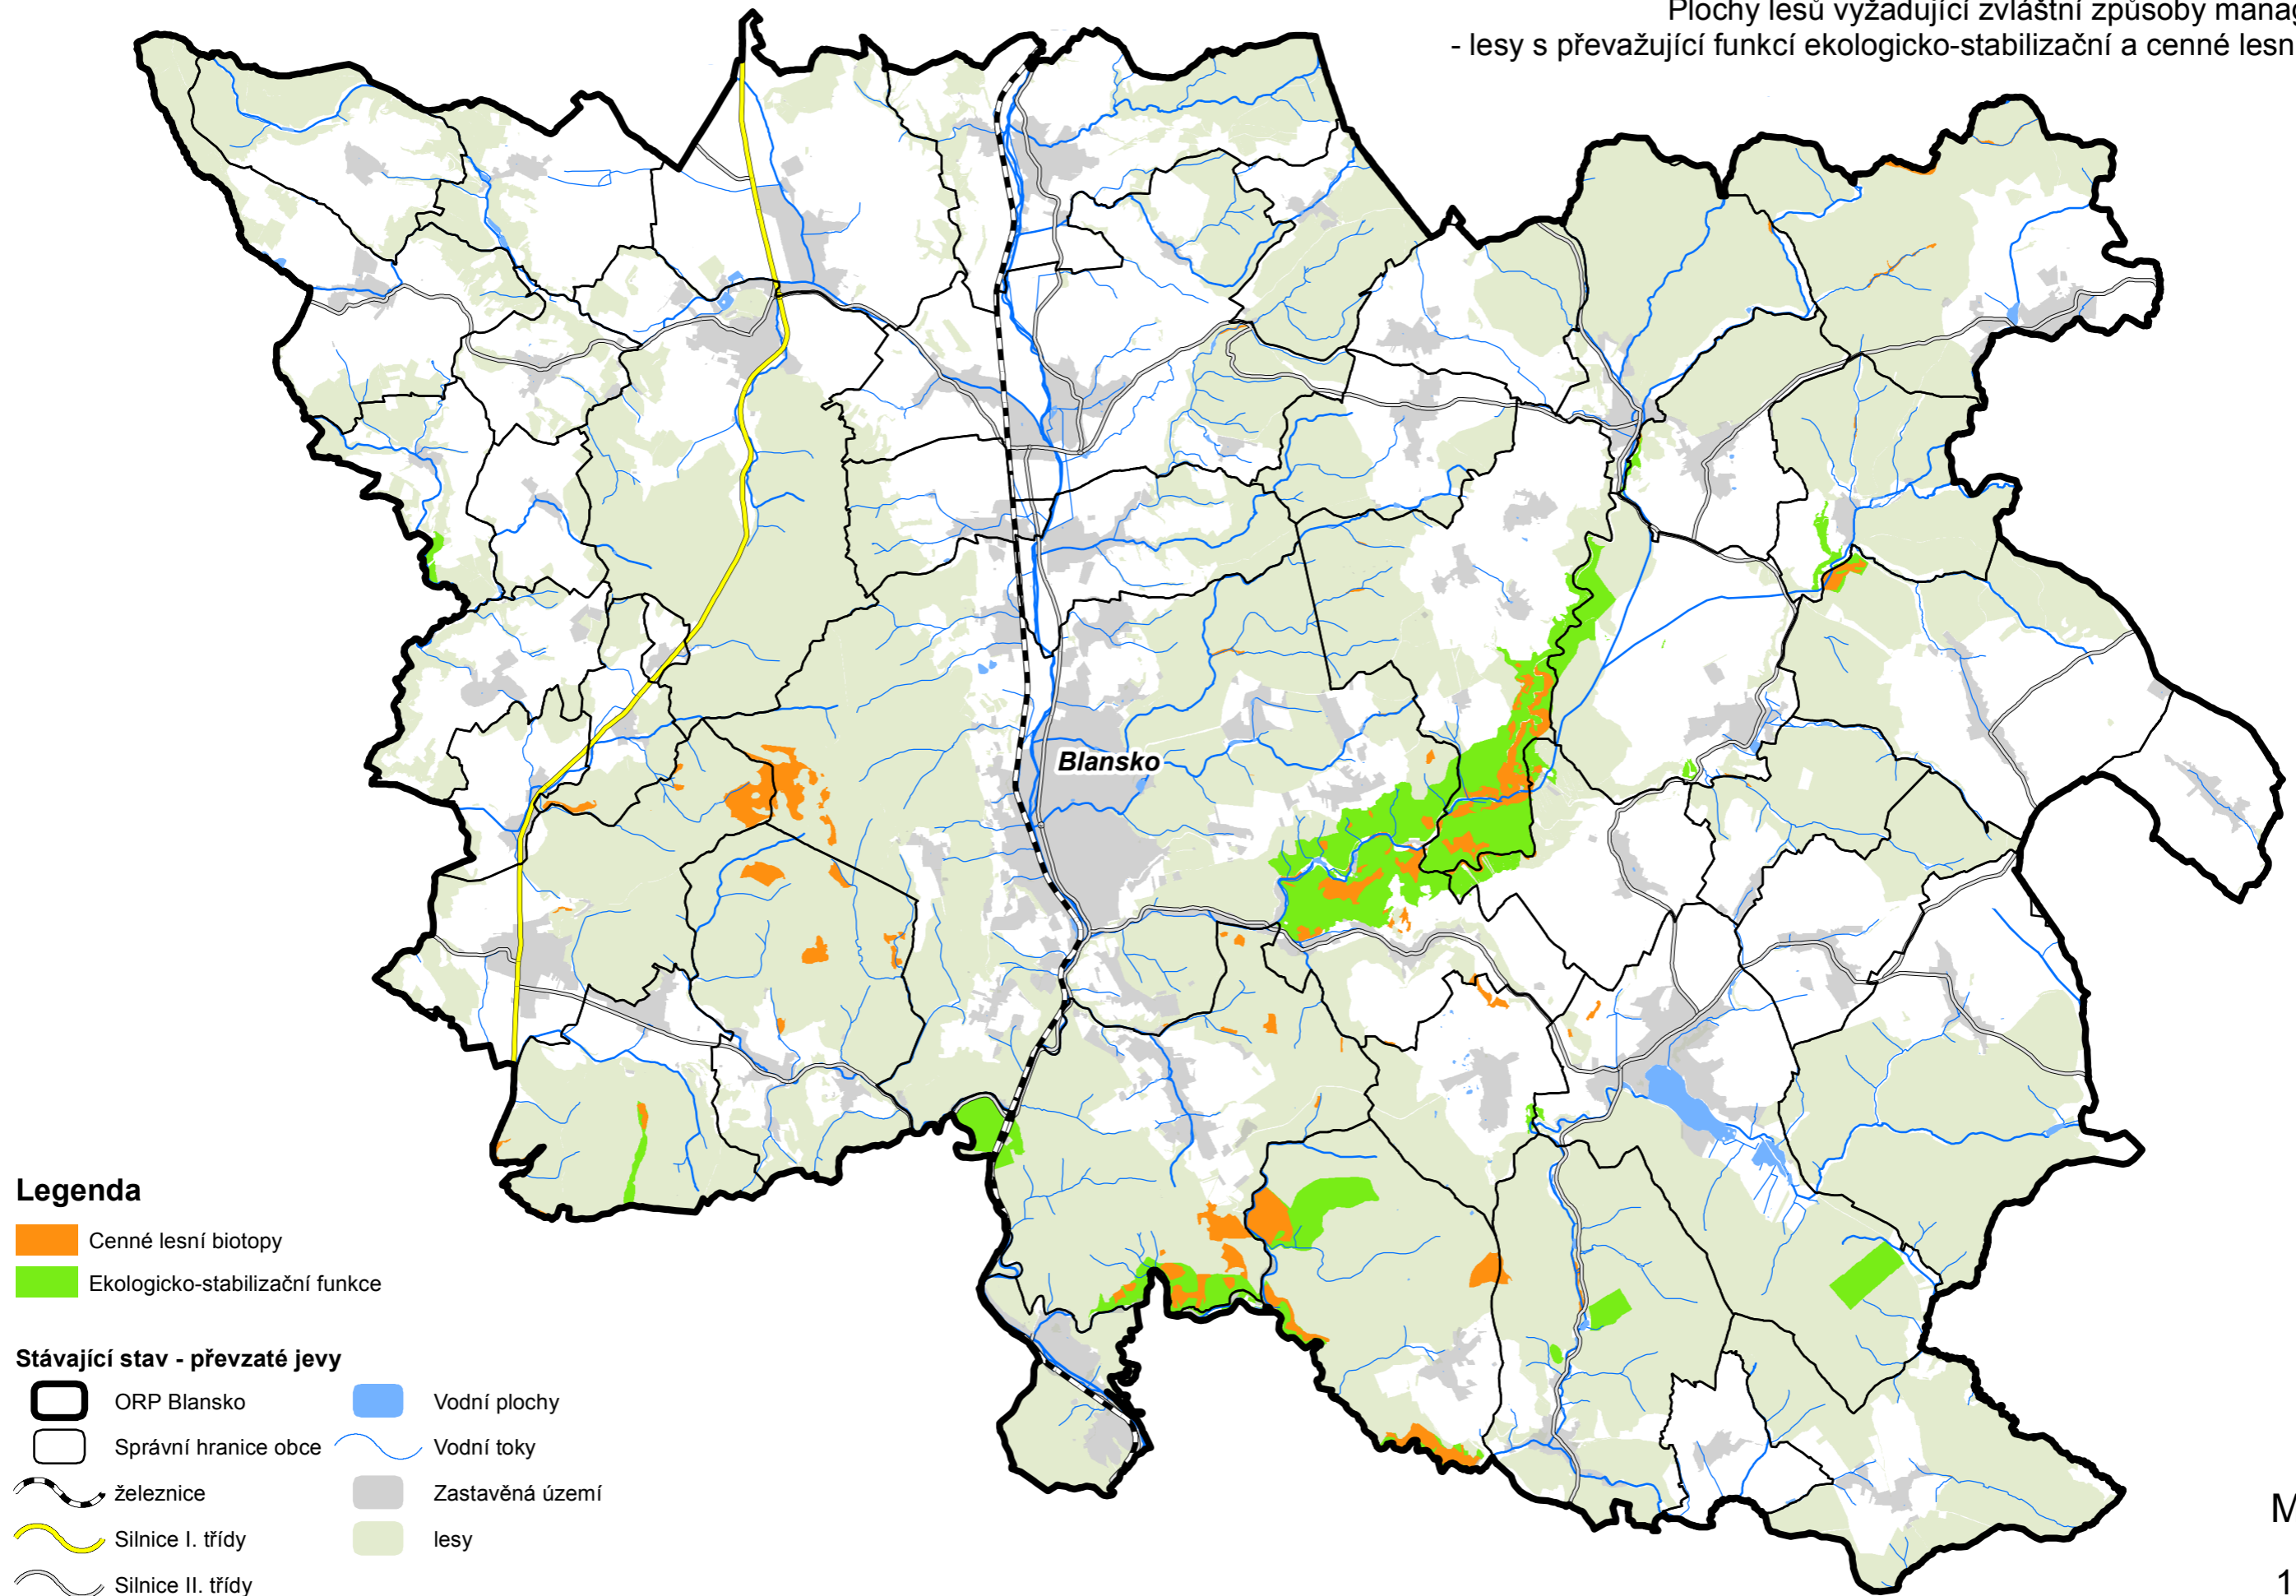 Plochy lesů vyžadující zvláštní způsoby
- lesy s převažující funkcí ekologicko-stabilizační a cenné
Blansko
Legenda
Cenné lesní biotopy
Ekologicko-stabilizační funkce
Stávající stav - převzaté jevy
ORP Blansko
Vodní plochy
Správní hranice obce
Vodní toky
železnice
Zastavěná území
Silnice I. třídy
lesy
Silnice II. třídy